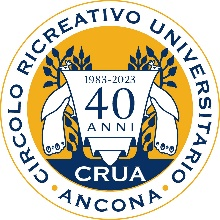 CIRCOLO RICREATIVO UNIVERSITARIO
1983-2023
40
ANNI
CRUA
• ANCONA •